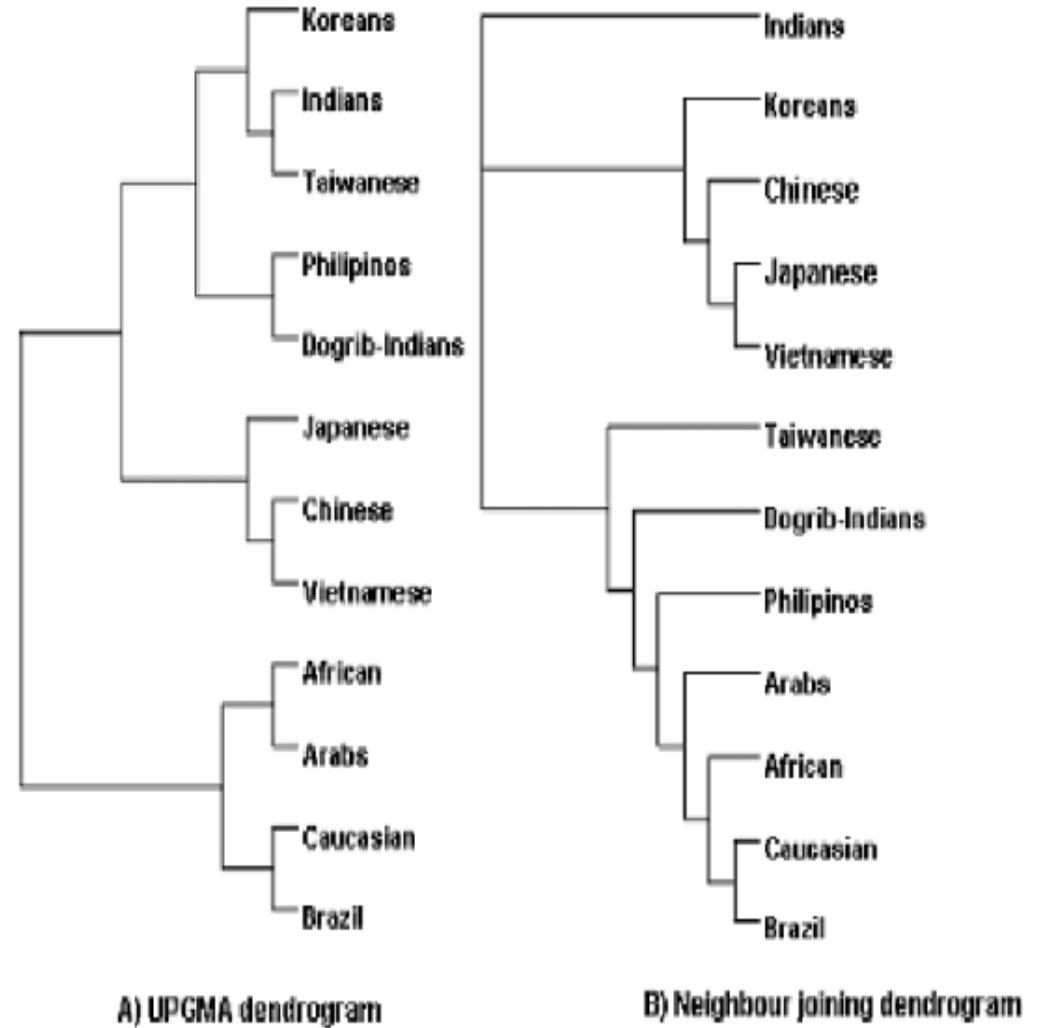 Koreans
Indians
Taiwanese
Philipinos
Dogrib-Indians
Japanese
Chinese
Vietnamese
African
Arabs
Caucasian
Brazil
A) UPGMA dendrogram
Indians
Koreans
Chinese
Japanese
Vietnamese
Taiwanese
Dogrib-Indians
Philipinos
Arabs
African
Caucasian
Brazil
B) Neighbour joining dendrogram